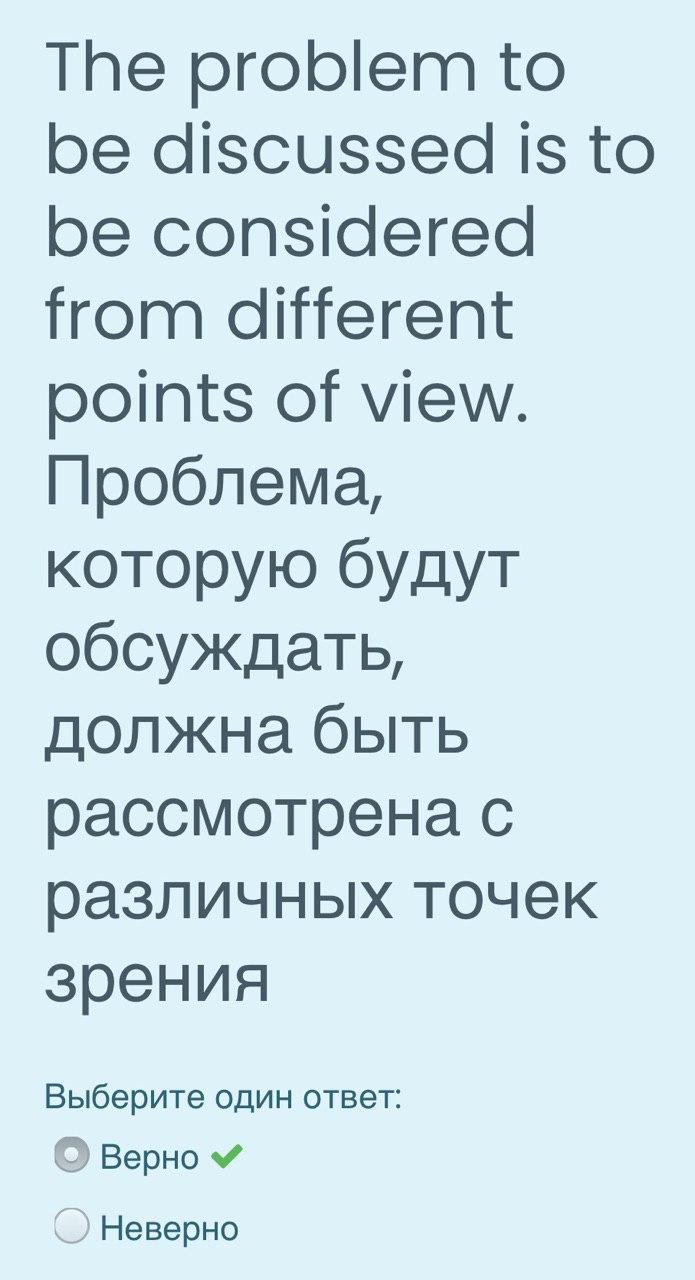 The problem to
be discussed is to
be considered
from different
points of view.
Проблема,
которую будут
обсуждать,
должна быть
рассмотрена с
различных точек
зрения
Выберите один ответ:
Верно
Неверно